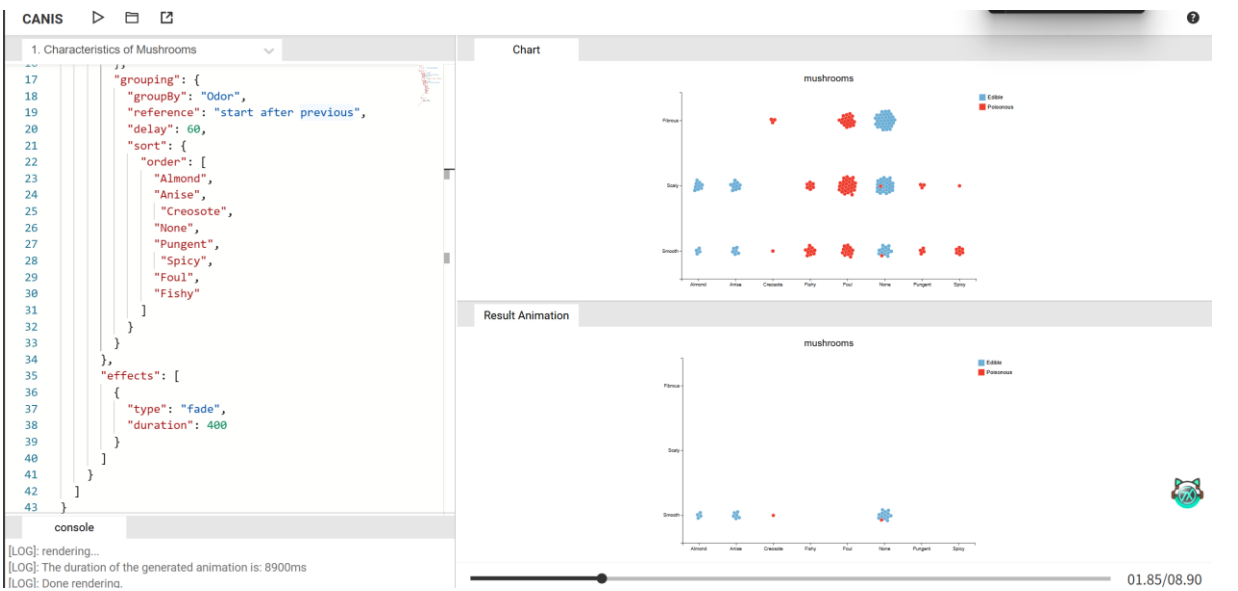 CANIS
?
1. Characteristics of Mushrooms
Chart
16 },
17 "grouping": {
18 "groupBy": "Odor",
19 "reference": "start after previous",
20 "delay": 60,
21 "sort": {
22 "order": [
23 "Almond",
24 "Anise",
25 "Creosote",
26 "None",
27 "Pungent",
28 "Spicy",
29 "Foul",
30 "Fishy"
31 ]
32 }
33 }
34 },
35 "effects": [
36 {
37 "type": "fade",
38 "duration": 400
39 }
40 ]
41 }
42 ]
43 }
console
[LOG]: rendering...
[LOG]: The duration of the generated animation is: 8900ms
[LOG]: Done rendering.
mushrooms
Edible
Poisonous
Fibrous
Scaly
Smooth
Almond Anise Creosote Fishy Foul None Pungent Spicy
Result Animation
mushrooms
Edible
Poisonous
Fibrous
Scaly
Smooth
Almond Anise Creosote Fishy Foul None Pungent Spicy
01.85/08.90